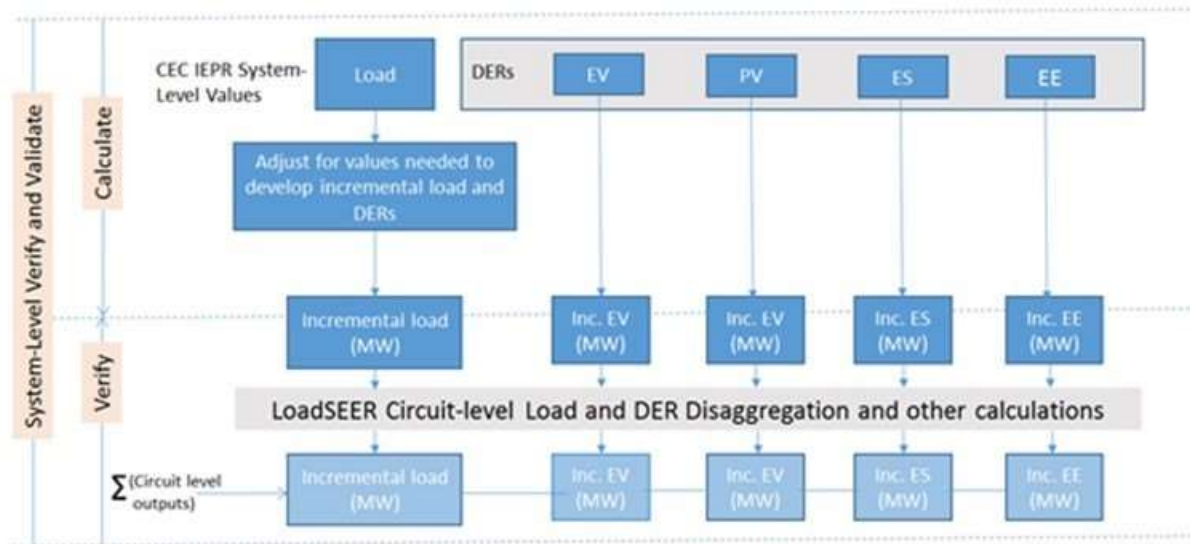 System-Level Verify and Validate
Calculate
Verify
CEC IEPR System-
Level Values
Load
DERs
EV
PV
ES
EE
Adjust for values needed to
develop incremental load and
DERs
Incremental load
(MW)
Inc. EV
(MW)
Inc. EV
(MW)
Inc. ES
(MW)
Inc. EE
(MW)
LoadSEER Circuit-level Load and DER Disaggregation and other calculations
Σ(Circuit level
outputs)
Incremental load
(MW)
Inc. EV
(MW)
Inc. EV
(MW)
Inc. ES
(MW)
Inc. EE
(MW)